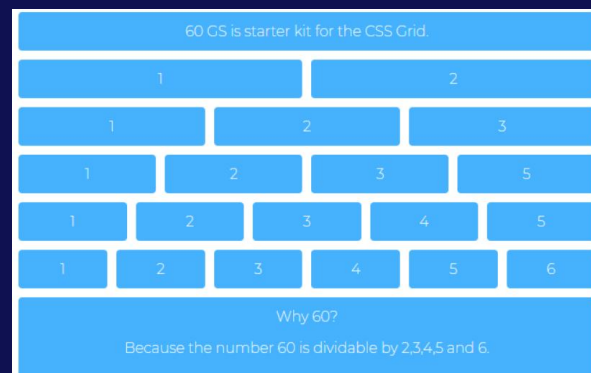 60 GS is starter kit for the CSS Grid.
1 2
1 2 3
1 2 3 5
1 2 3 4 5
1 2 3 4 5 6
Why 60?
Because the number 60 is dividable by 2,3,4,5 and 6.